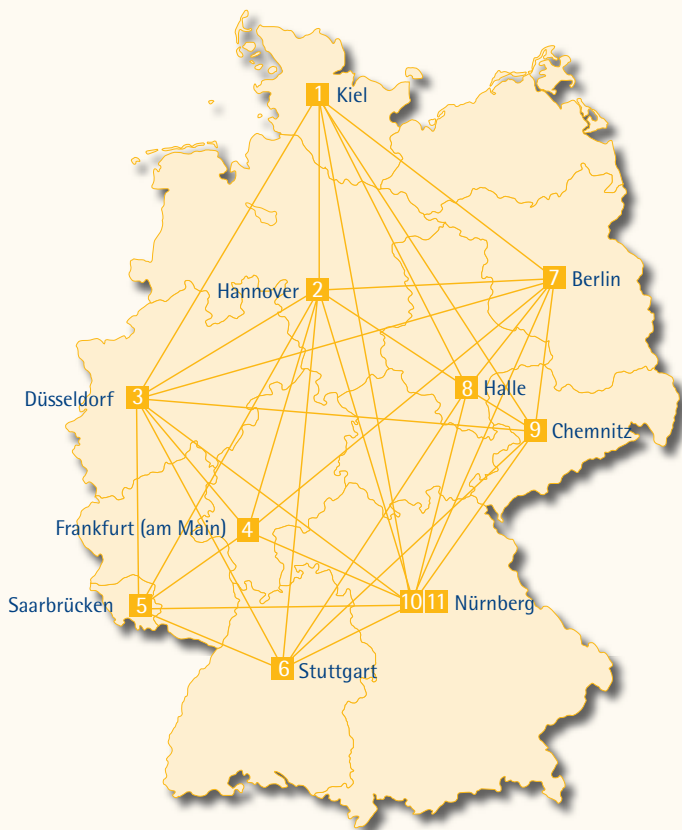 1 Kiel
7 Berlin
Hannover 2
8 Halle
Düsseldorf 3
9 Chemnitz
Frankfurt (am Main) 4
10 11 Nürnberg
Saarbrücken 5
6 Stuttgart